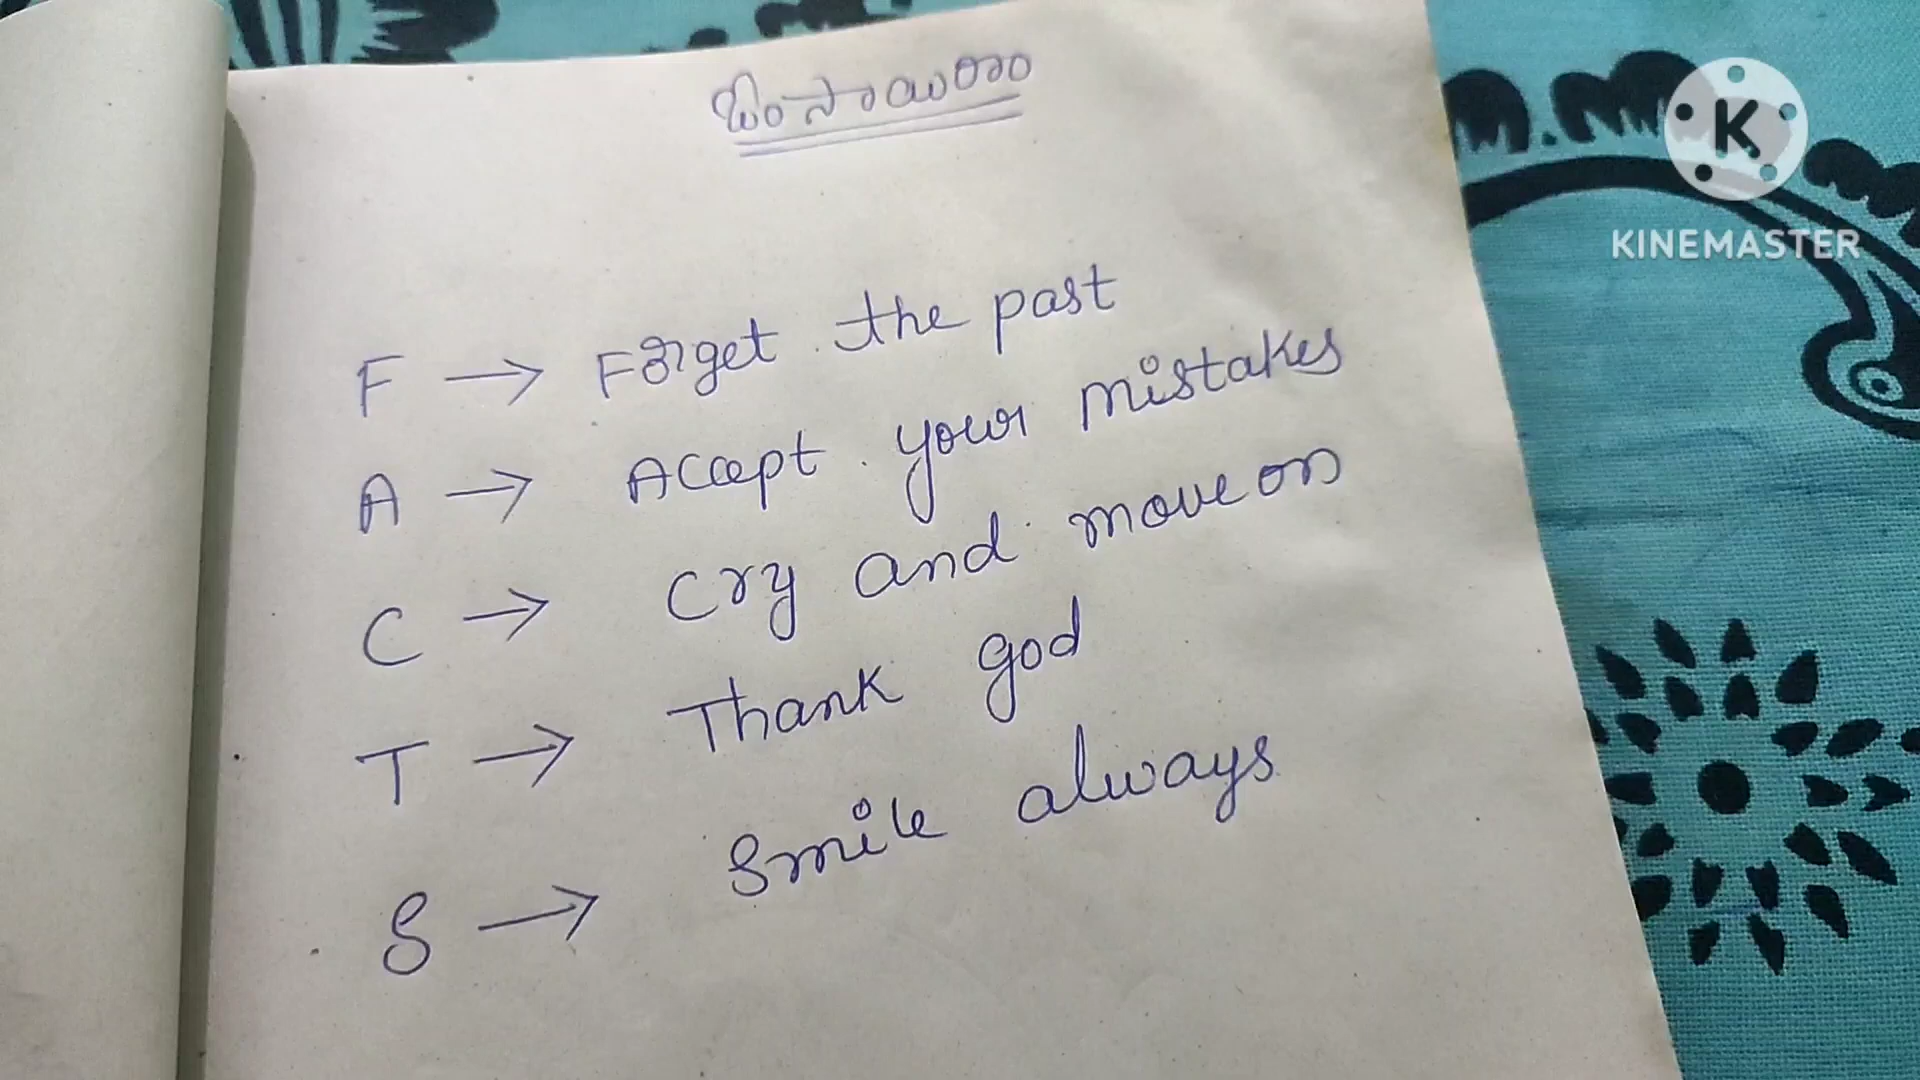 ఓం సాయిరాం
K
KINEMASTER
F → Forget the past
A → Accept your mistakes
C → Cry and move on
T → Thank god
S → Smile always